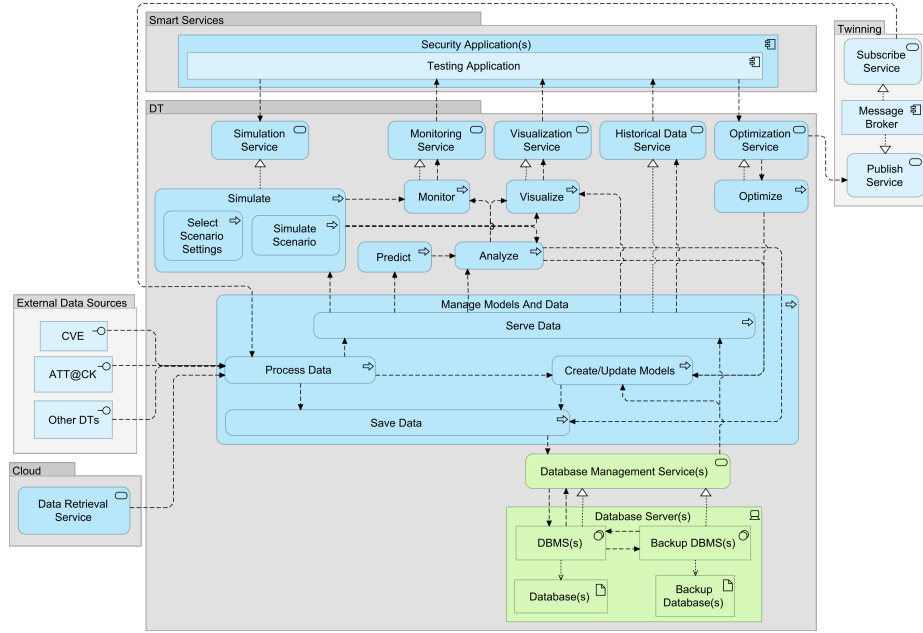 Smart Services
Security Application(s)
Testing Application
Twinning
Subscribe
Service
Message
Broker
Publish
Service
DT
Simulation
Service
Monitoring
Service
Visualization
Service
Historical Data
Service
Optimization
Service
Simulate
Select
Scenario
Settings
Simulate
Scenario
Monitor
Visualize
Optimize
Predict
Analyze
External Data Sources
CVE
ATT@CK
Other DTs
Cloud
Data Retrieval
Service
Manage Models And Data
Serve Data
Process Data
Create/Update Models
Save Data
Database Management Service(s)
Database Server(s)
DBMS(s)
Backup DBMS(s)
Database(s)
Backup
Database(s)